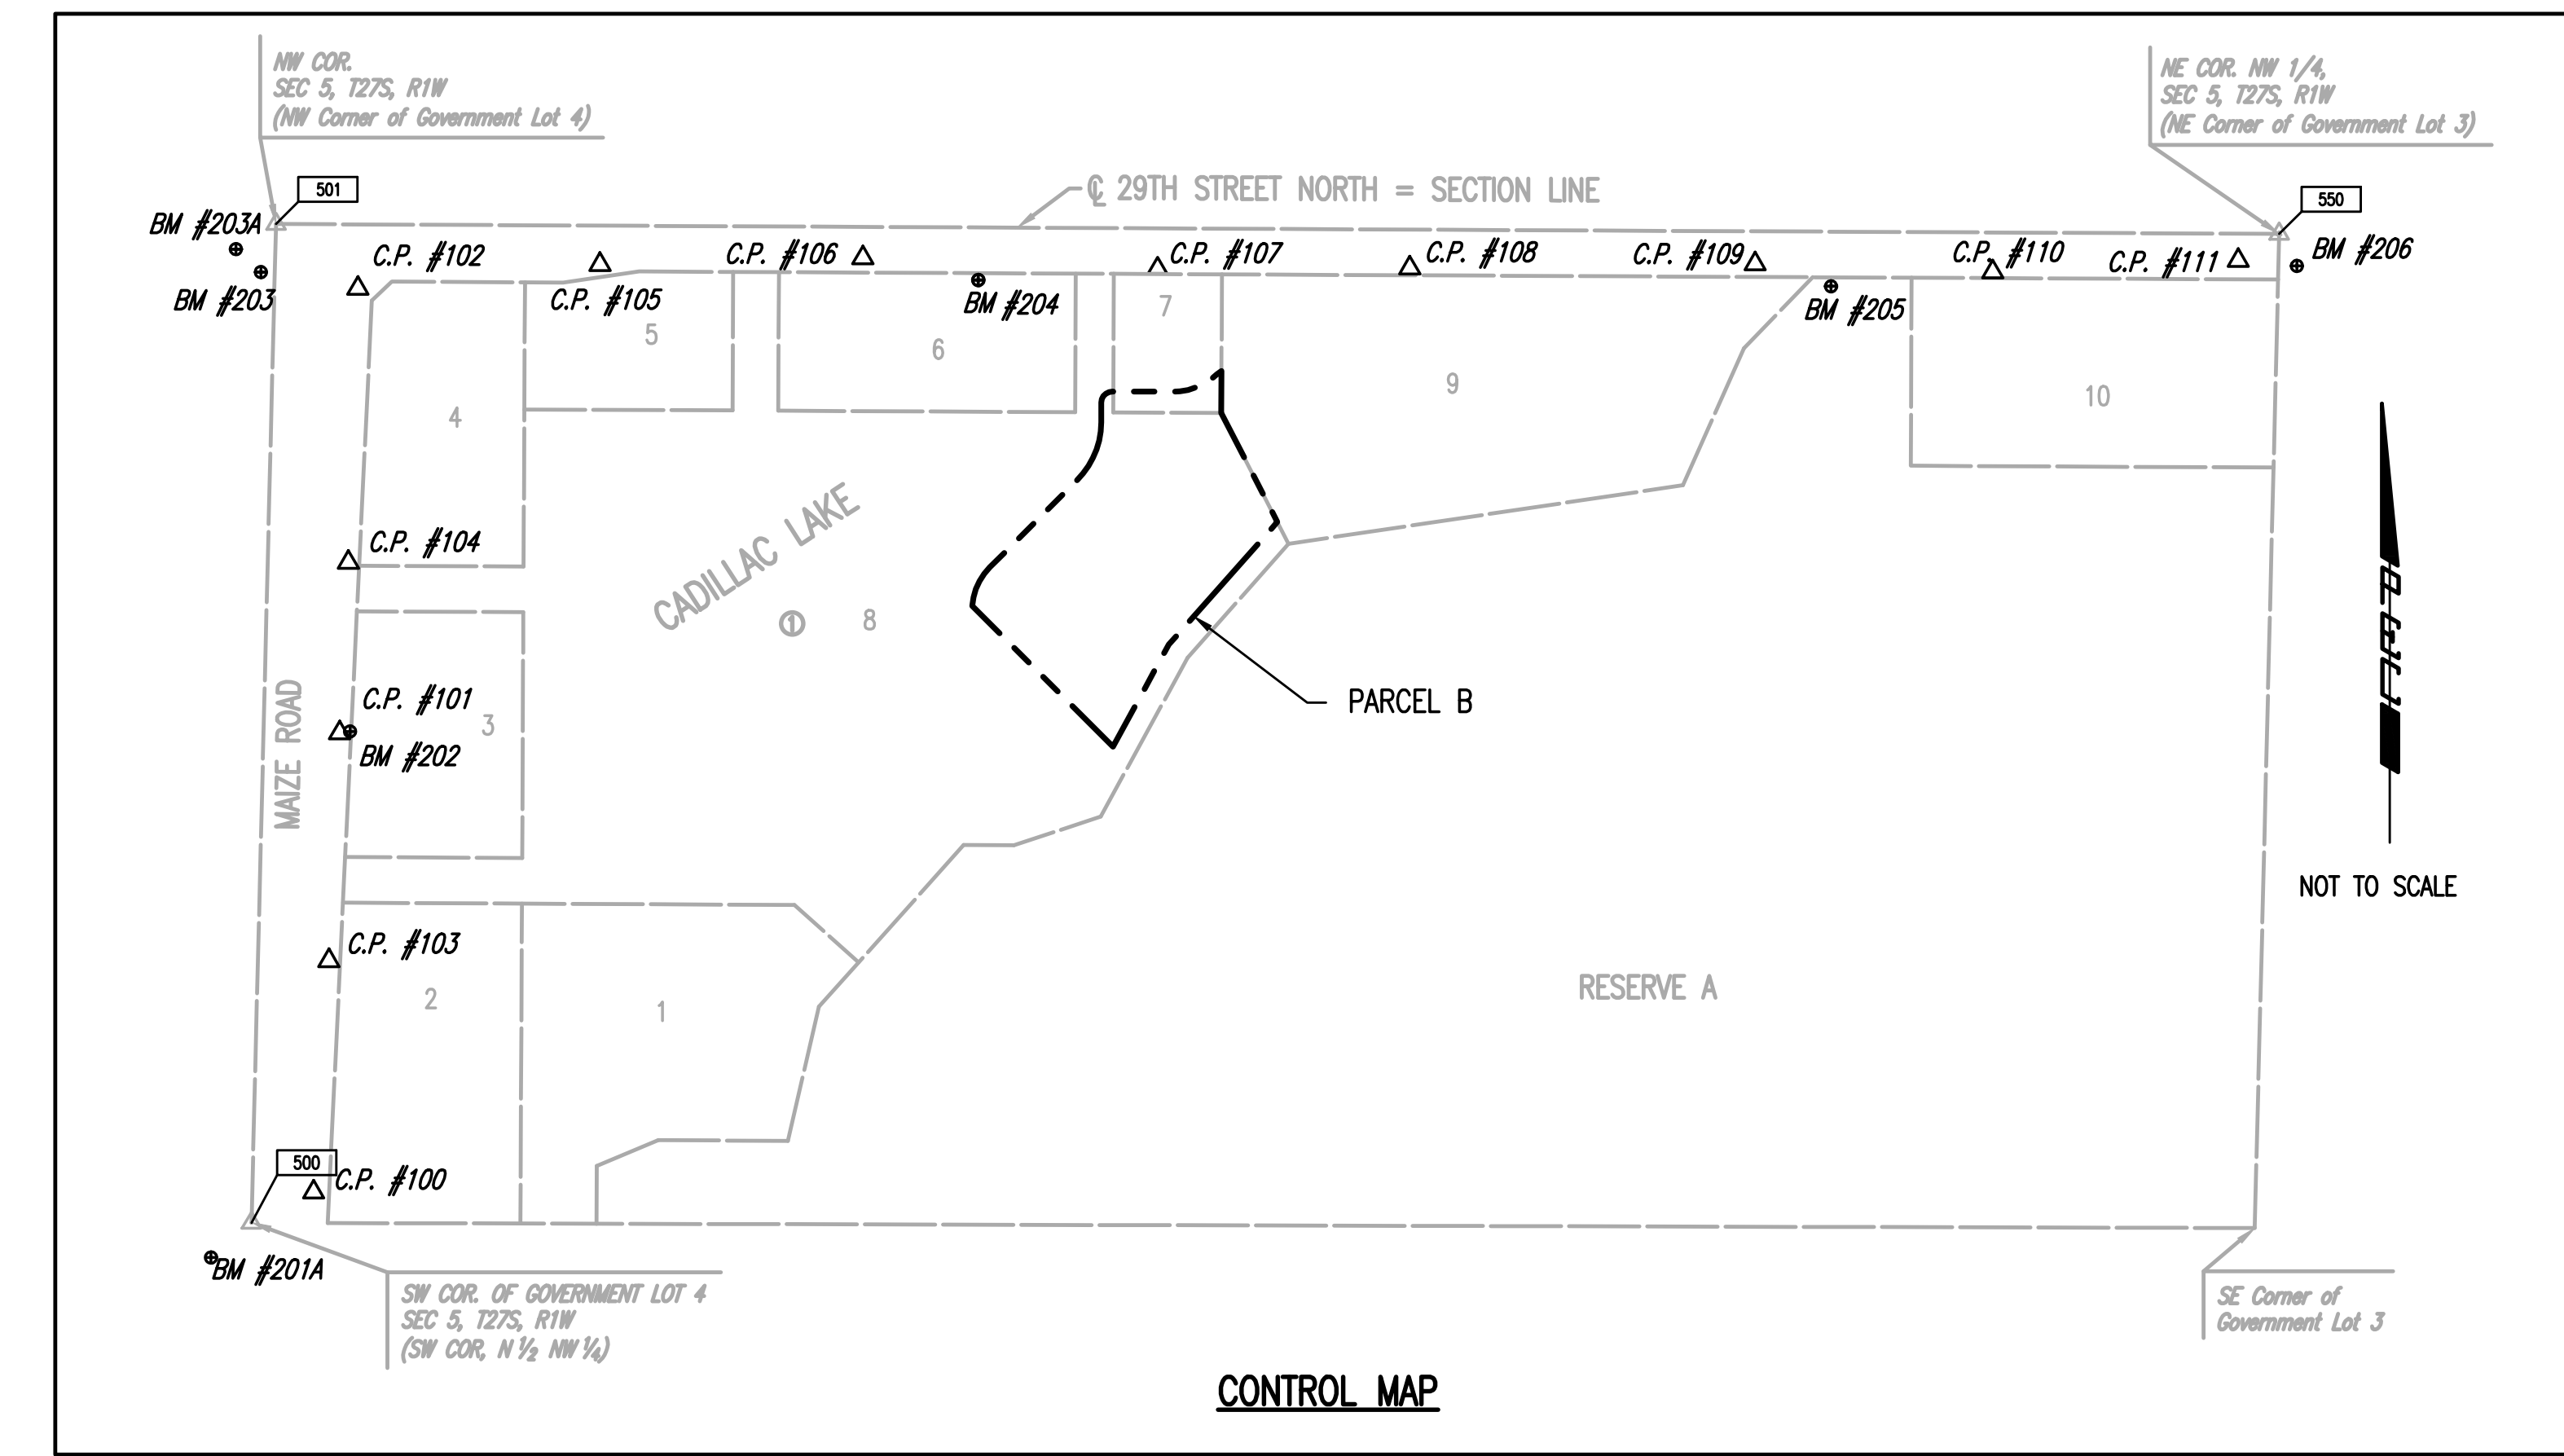 NW COR.
SEC 5, T27S, R1W
(NW Corner of Government Lot 4)
NE COR. NW 1/4,
SEC 5, T27S, R1W
(NE Corner of Government Lot 3)
501
℄ 29TH STREET NORTH = SECTION LINE
550
BM #203A
C.P. #102
C.P. #106
C.P. #107
C.P. #108
C.P. #109
C.P. #110
C.P. #111
BM #206
BM #203
C.P. #105
BM #204
7
BM #205
5
6
9
10
4
C.P. #104
CADILLAC LAKE
1
8
C.P. #101
3
PARCEL B
BM #202
MAIZE ROAD
NOT TO SCALE
C.P. #103
2
1
RESERVE A
500
C.P. #100
BM #201A
SW COR. OF GOVERNMENT LOT 4
SEC 5, T27S, R1W
(SW COR, N ½ NW ¼)
SE Corner of
Government Lot 3
CONTROL MAP